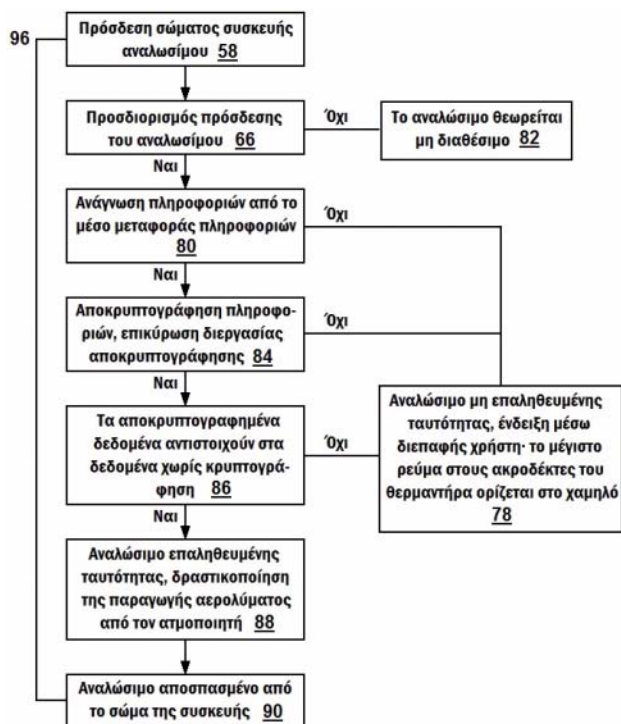 96
Πρόσδεση σώματος συσκευής
αναλωσίμου 58
Προσδιορισμός πρόσδεσης
του αναλωσίμου 66
Όχι
Το αναλώσιμο θεωρείται
μη διαθέσιμο 82
Ναι
Ανάγνωση πληροφοριών από το
μέσο μεταφοράς πληροφοριών
80
Όχι
Ναι
Αποκρυπτογράφηση πληροφο-
ριών, επικύρωση διεργασίας
αποκρυπτογράφησης 84
Όχι
Ναι
Τα αποκρυπτογραφημένα
δεδομένα αντιστοιχούν στα
δεδομένα χωρίς κρυπτογρά-
φηση 86
Όχι
Αναλώσιμο μη επαληθευμένης
ταυτότητας, ένδειξη μέσω
διεπαφής χρήστη· το μέγιστο
ρεύμα στους ακροδέκτες του
θερμαντήρα ορίζεται στο χαμηλό
78
Ναι
Αναλώσιμο επαληθευμένης
ταυτότητας, δραστικοποίηση
της παραγωγής αερολύματος
από τον ατμοποιητή 88
Αναλώσιμο αποσπασμένο από
το σώμα της συσκευής 90